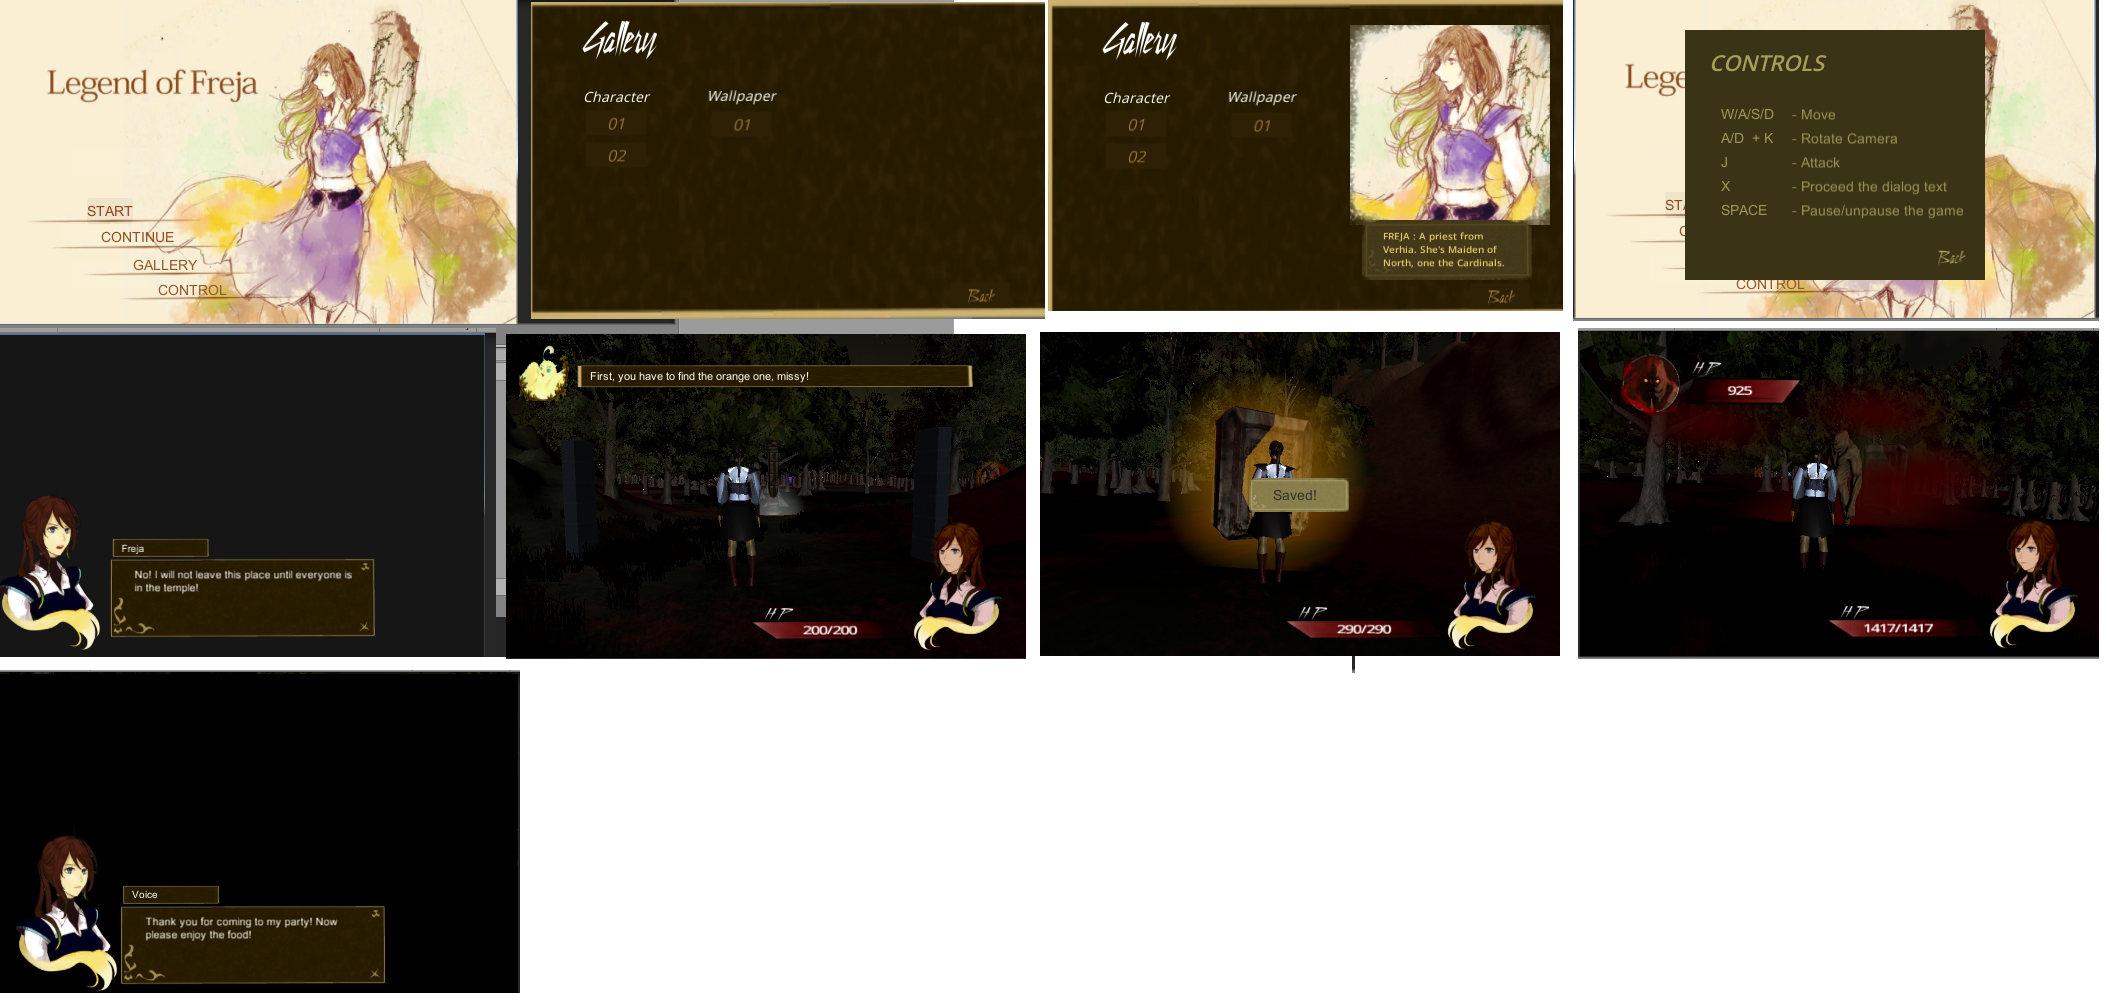 Legend of Freja
START
CONTINUE
GALLERY
CONTROL
Gallery
Character
Wallpaper
01
01
02
Back
Gallery
Character
Wallpaper
01
01
02
FREJA : A priest from
Verhia. She's Maiden of
North, one the Cardinals.
Back
Lege
STA
C
CONTROL
CONTROLS
W/A/S/D - Move
A/D + K - Rotate Camera
J - Attack
X - Proceed the dialog text
SPACE - Pause/unpause the game
Back
Freja
No! I will not leave this place until everyone is
in the temple!
First, you have to find the orange one, missy!
HP
200/200
Saved!
HP
290/290
HP
925
HP
1417/1417
Voice
Thank you for coming to my party! Now
please enjoy the food!